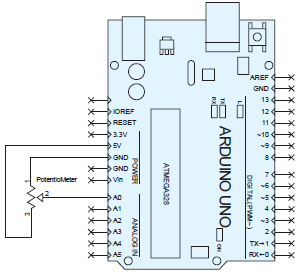 AREF
GND
13
12
11
~10
~9
8
7
~6
~5
4
~3
2
TX→1
RX←0
IOREF
RESET
3.3V
5V
GND
GND
Vin
A0
A1
A2
A3
A4
A5
POWER
ANALOG IN
ATMEGA328
ARDUINO UNO
DIGITAL(PWM~)
RX
TX
L
ON
PotentioMeter
1
2
3